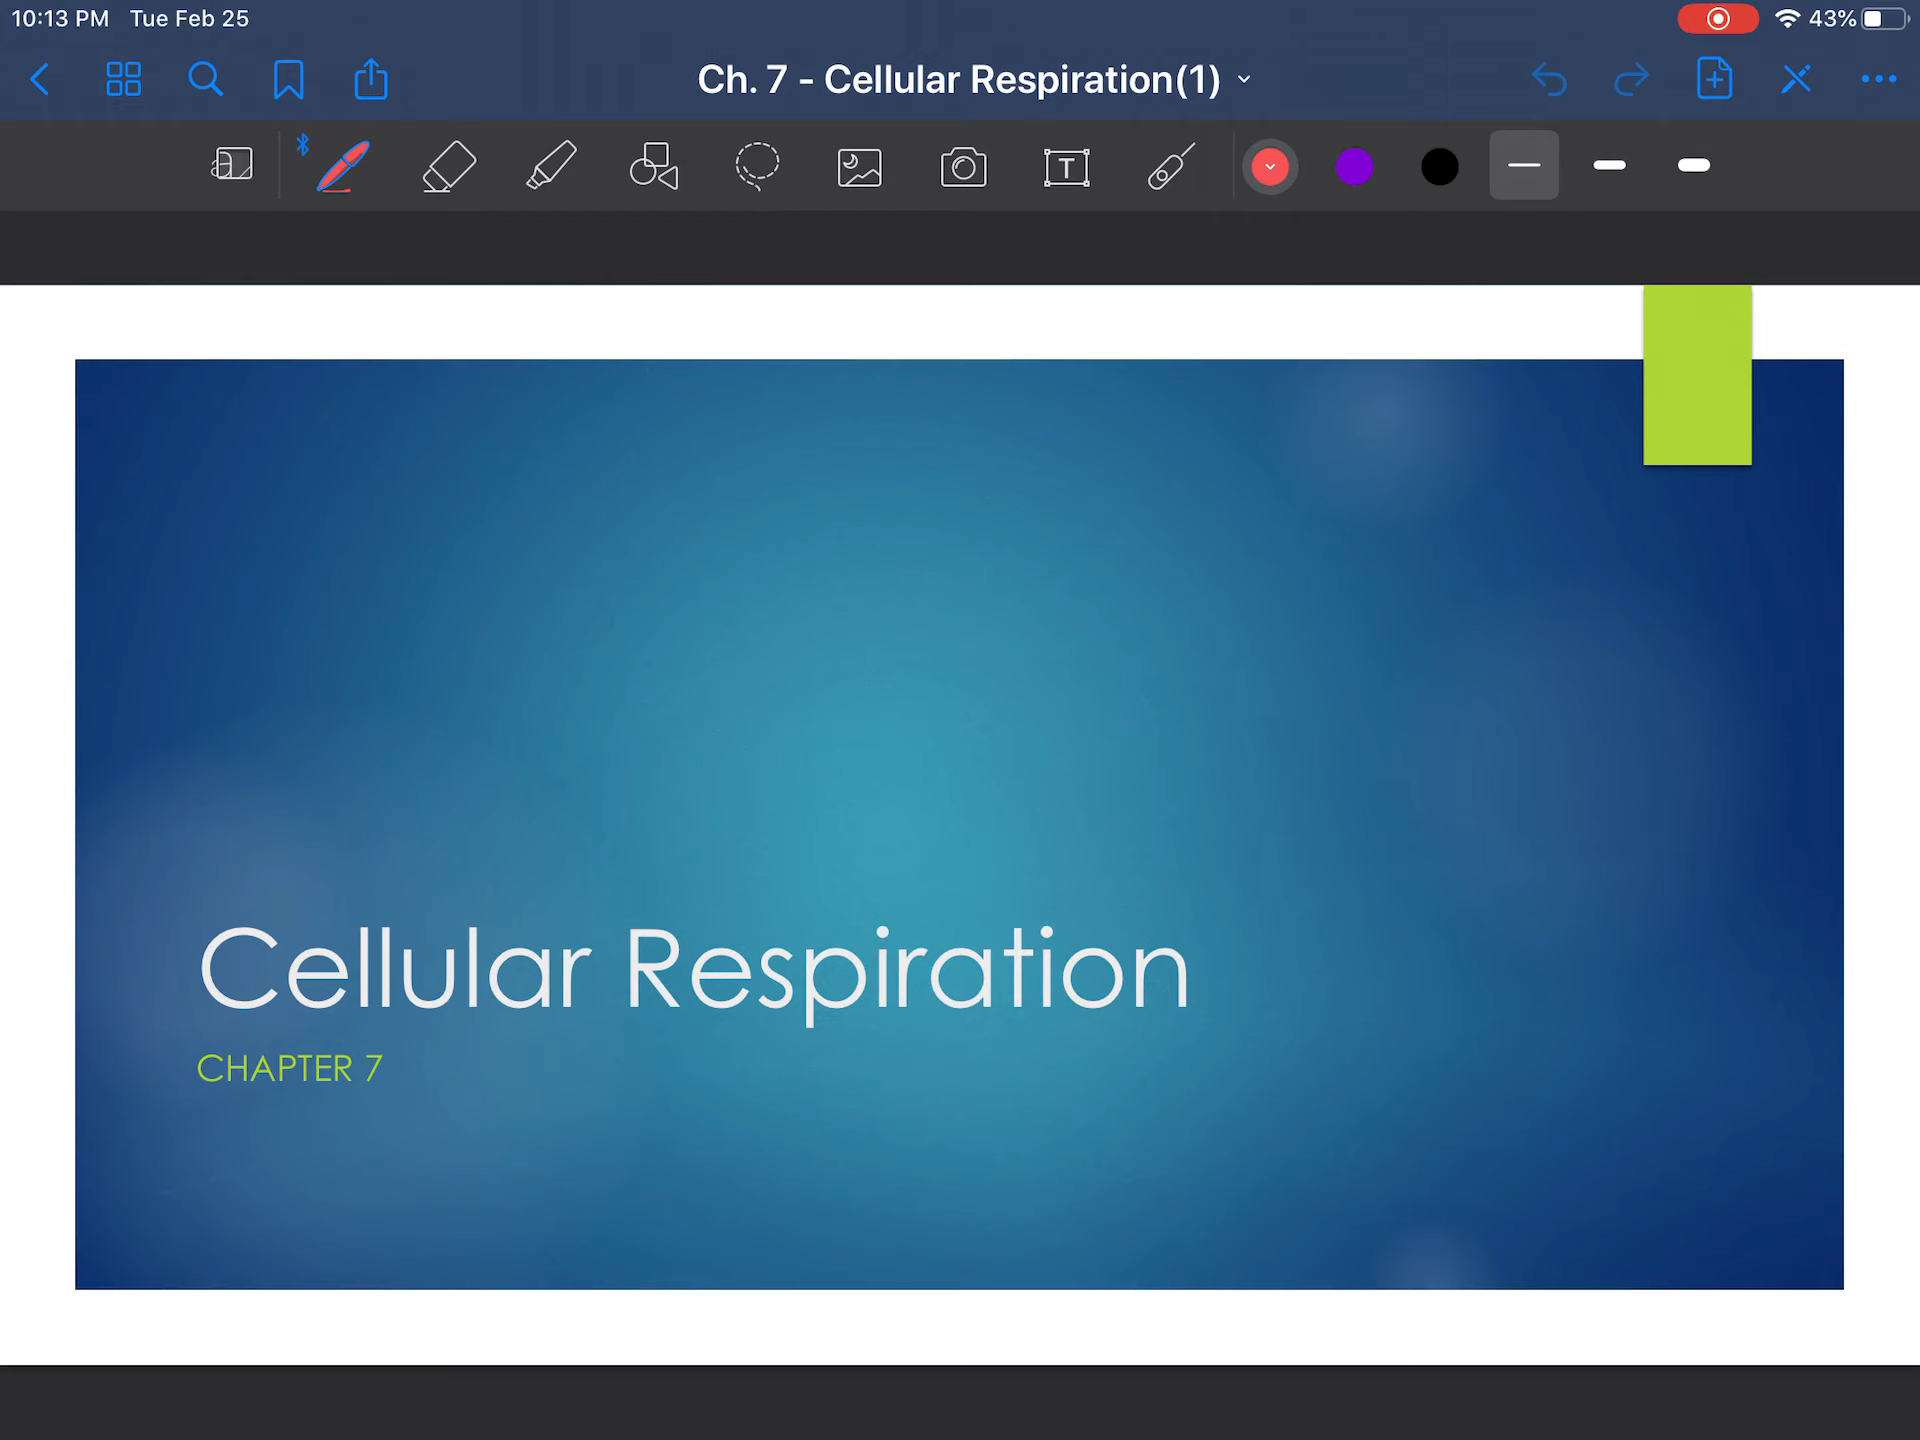 10:13 PM Tue Feb 25
43%
Ch. 7 - Cellular Respiration(1)
T
Cellular Respiration
CHAPTER 7